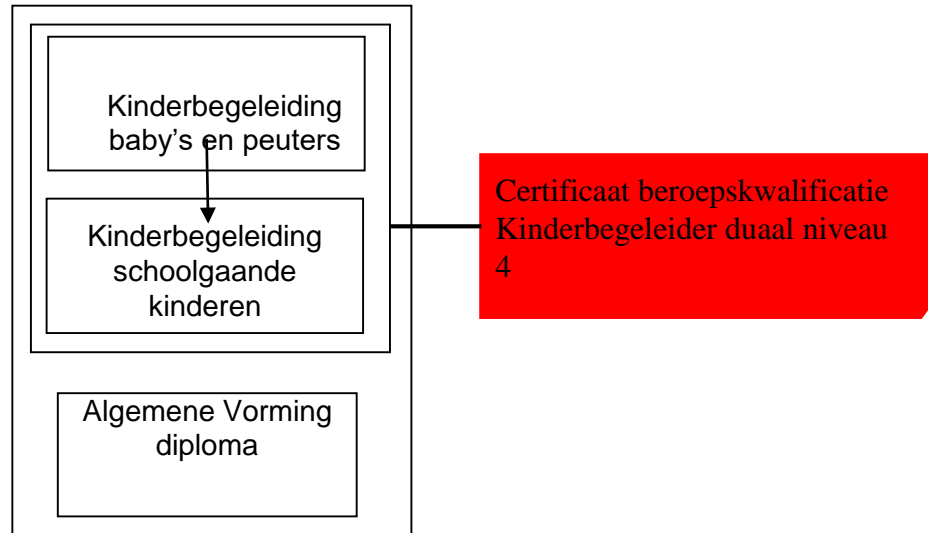 Kinderbegeleiding
baby's en peuters
Kinderbegeleiding
schoolgaande
kinderen
Certificaat beroepskwalificatie
Kinderbegeleider duaal niveau
4
Algemene Vorming
diploma